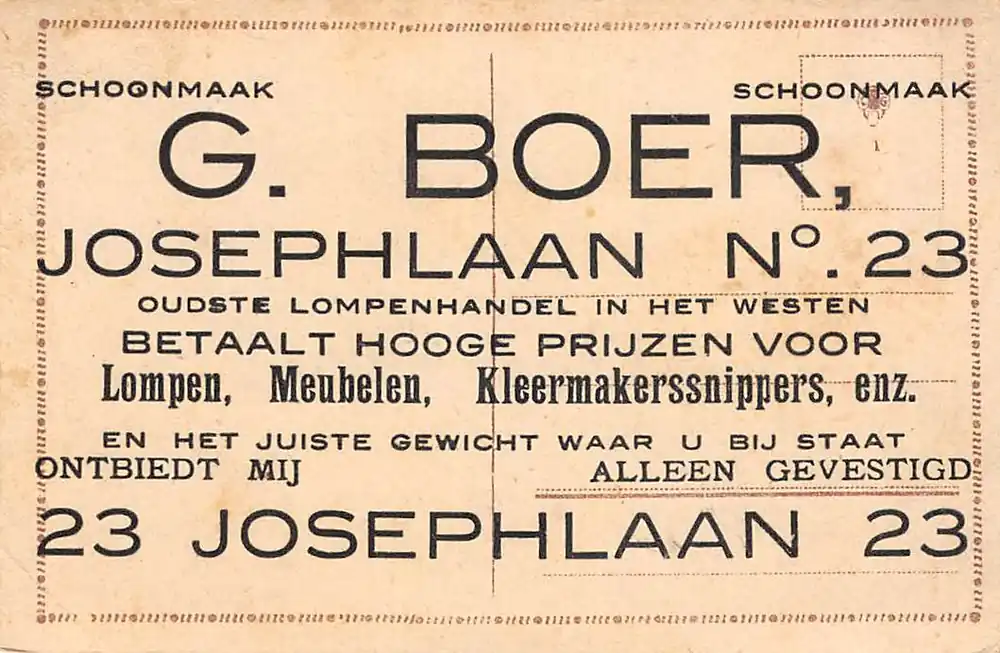 SCHOONMAAK SCHOONMAAK
G. BOER,
JOSEPHLAAN Nº. 23
OUDSTE LOMPENHANDEL IN HET WESTEN
BETAALT HOOGE PRIJZEN VOOR
Lompen, Meubelen, Kleermakerssnippers, enz.
EN HET JUISTE GEWICHT WAAR U BIJ STAAT
ONTBIEDT MIJ ALLEEN GEVESTIGD
23 JOSEPHLAAN 23